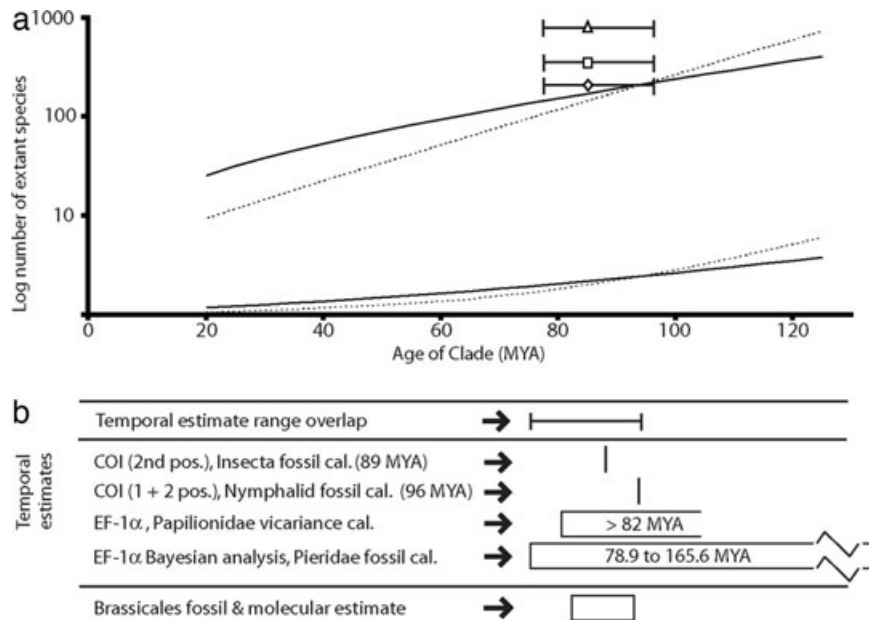 a
1000
100
10
Log number of extant species
0 20 40 60 80 100 120
Age of Clade (MYA)
b
Temporal estimates
Temporal estimate range overlap
COI (2nd pos.), Insecta fossil cal. (89 MYA)
COI (1 + 2 pos.), Nymphalid fossil cal. (96 MYA)
EF-1α, Papilionidae vicariance cal. > 82 MYA
EF-1α Bayesian analysis, Pieridae fossil cal. 78.9 to 165.6 MYA
Brassicales fossil & molecular estimate